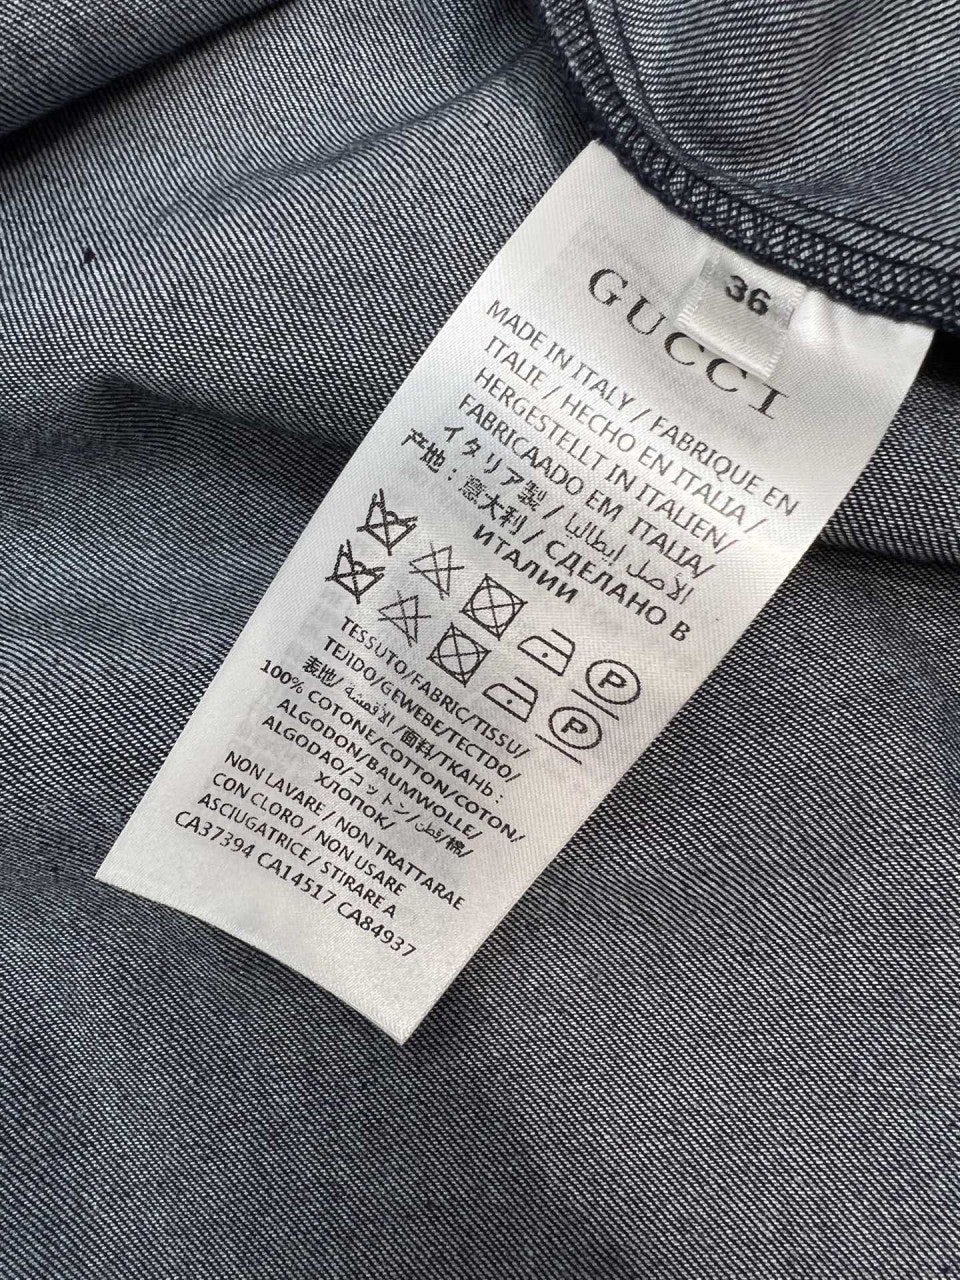 36
GUCCI
MADE IN ITALY / FABRIQUE EN
ITALIE / HECHO EN ITALIA /
HERGESTELLT IN ITALIEN/
FABRICAADO EM ITALIA/
イタリア製 / الأصل إيطاليا
产地：意大利 / СДЕЛАНО В
ИТАЛИИ
P
P
TESSUTO/FABRIC/TISSU/
TEJIDO/GEWEBE/TECIDO/
表地/ الأقمشة /面料/ТКАНЬ :
100% COTONE/COTTON/COTON/
ALGODON/BAUMWOLLE/
ALGODAO/コットン/قطن/棉/
ХЛОПОК/
NON LAVARE / NON TRATTARAE
CON CLORO / NON USARE
ASCIUGATRICE / STIRARE A
CA37394 CA14517 CA84937